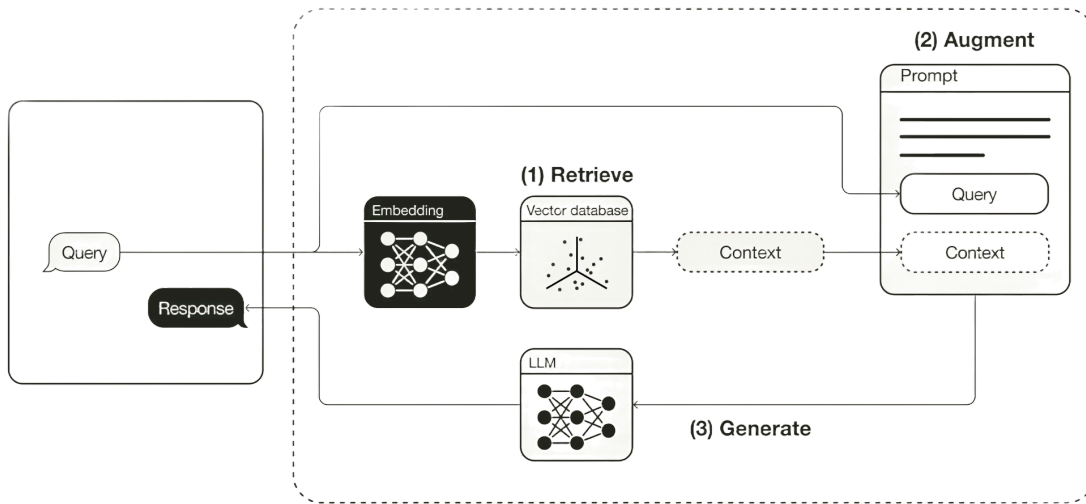 (2) Augment
Prompt
(1) Retrieve
Query
Embedding
Vector database
Query
Context
Context
Response
LLM
(3) Generate